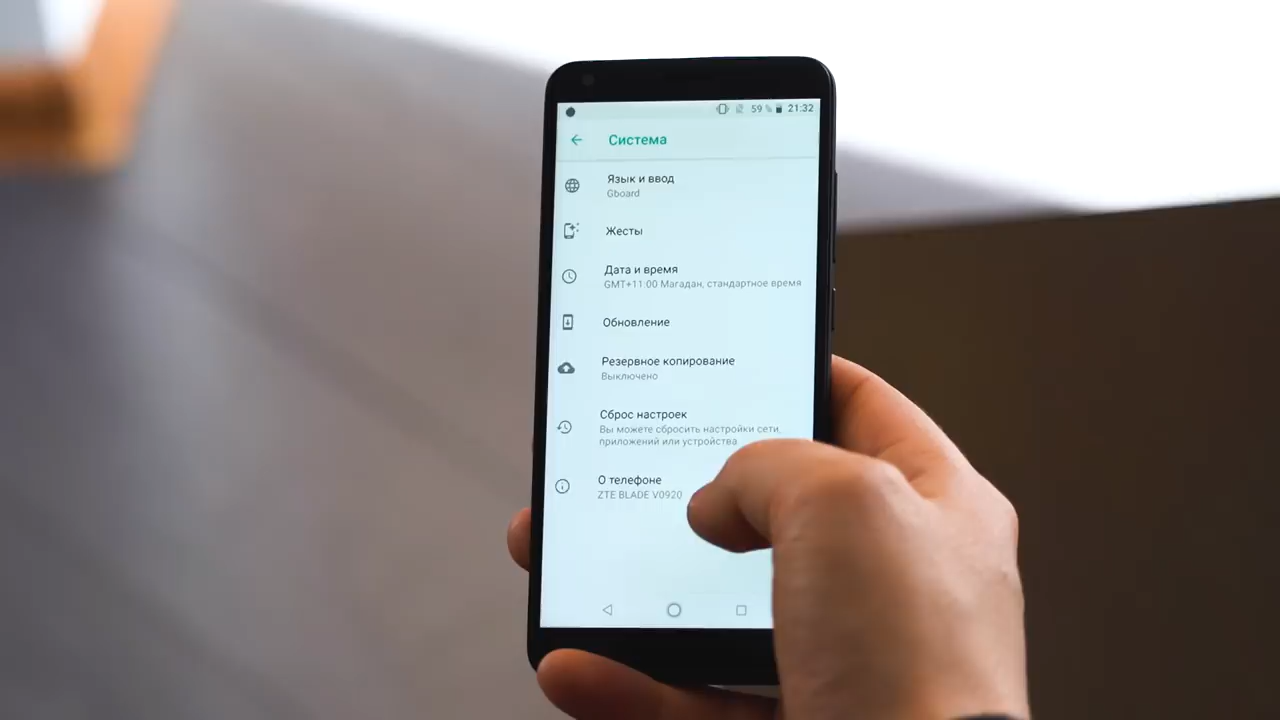 59 % 21:32
Система
Язык и ввод
Gboard
Жесты
Дата и время
GMT+11:00 Магадан, стандартное время
Обновление
Резервное копирование
Выключено
Сброс настроек
Вы можете сбросить настройки сети,
приложений или устройства
О телефоне
ZTE BLADE V0920